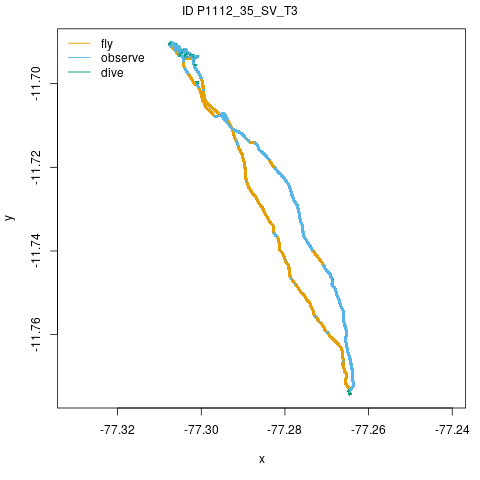 ID P1112_35_SV_T3
fly
observe
dive
-11.70
-11.72
-11.74
-11.76
y
-77.32 -77.30 -77.28 -77.26 -77.24
x